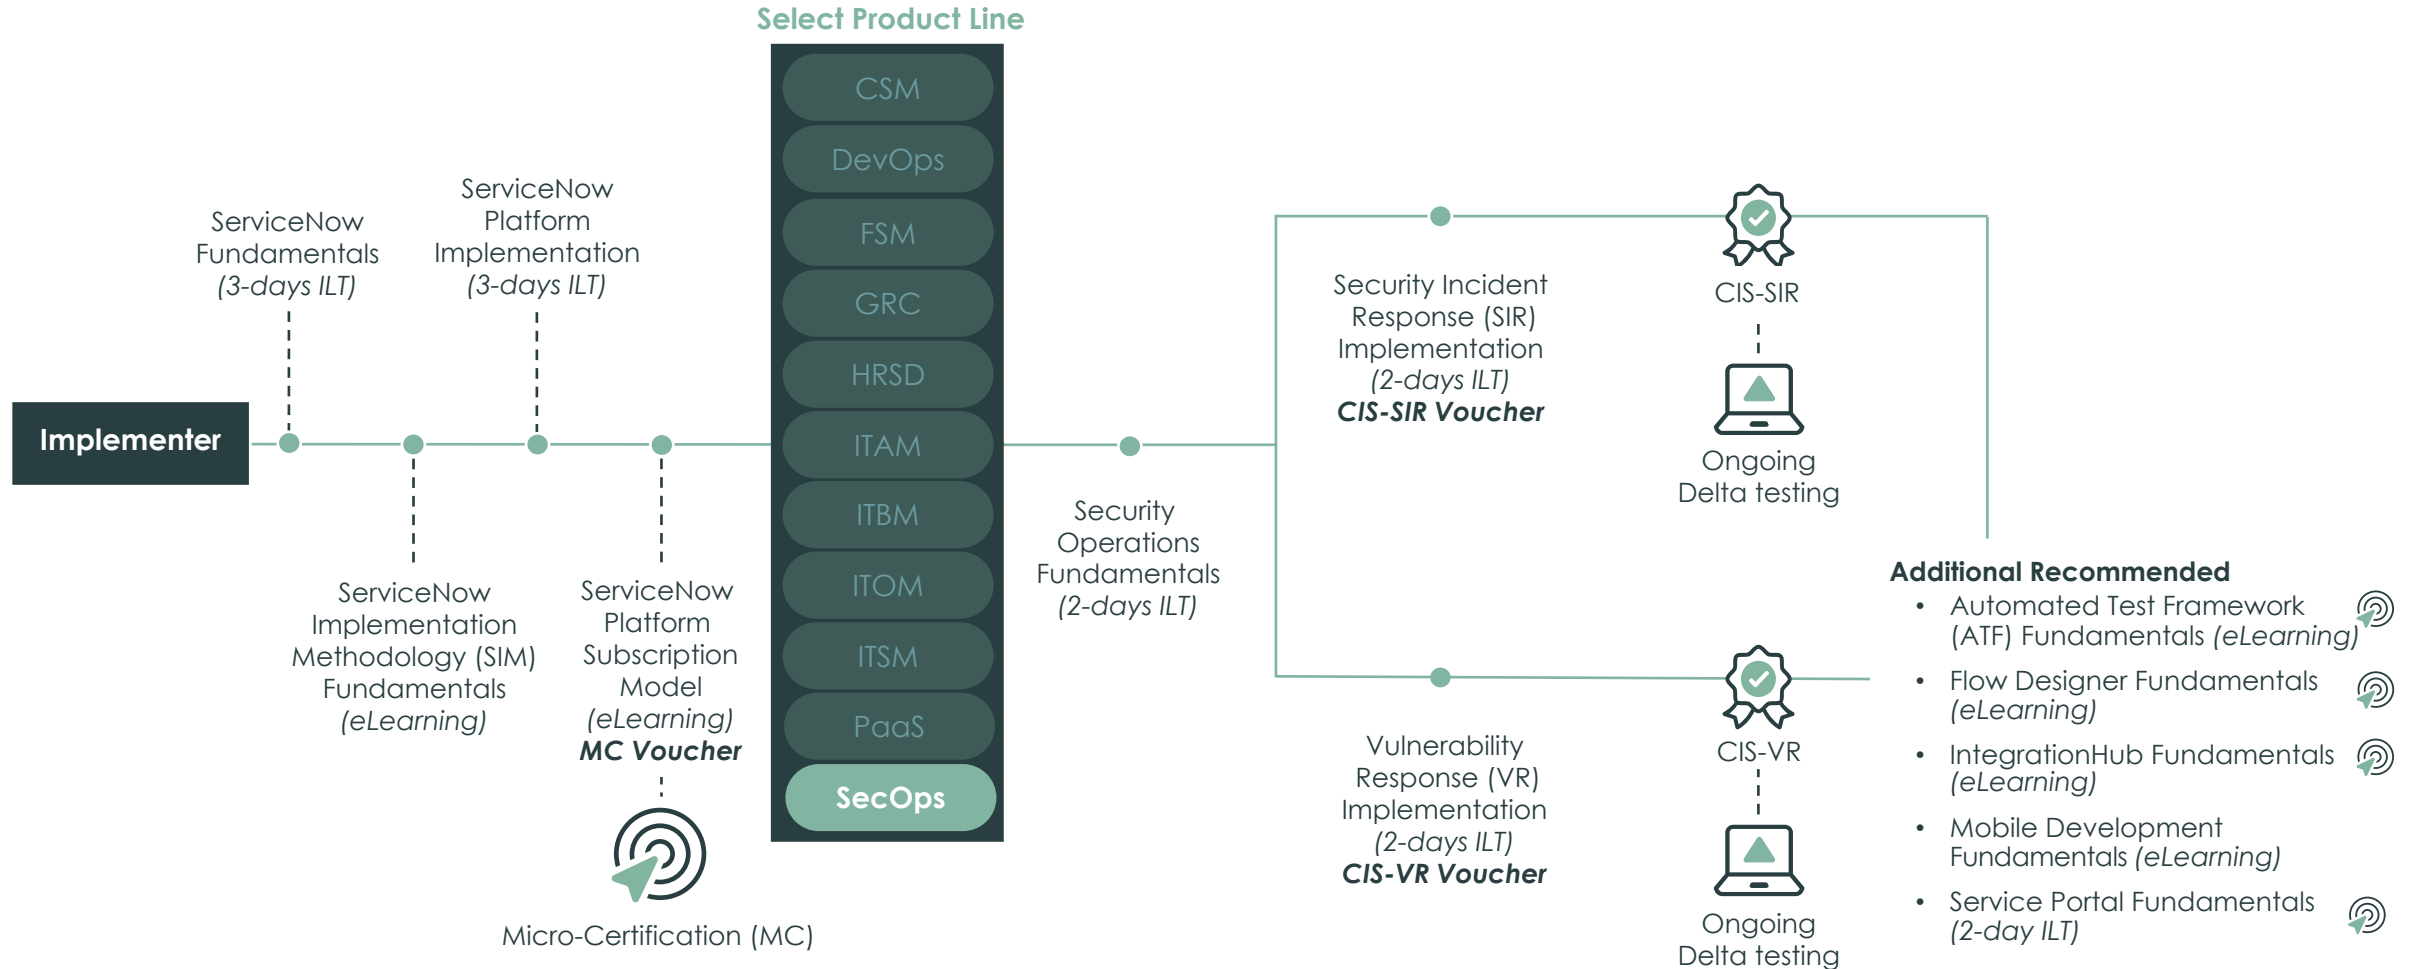 Select Product Line
CSM
DevOps
FSM
GRC
HRSD
ITAM
ITBM
ITOM
ITSM
PaaS
SecOps
Implementer
ServiceNow
Fundamentals
(3-days ILT)
ServiceNow
Implementation
Methodology (SIM)
Fundamentals
(eLearning)
ServiceNow
Platform
Implementation
(3-days ILT)
ServiceNow
Platform
Subscription
Model
(eLearning)
MC Voucher
Micro-Certification (MC)
Security
Operations
Fundamentals
(2-days ILT)
Security Incident
Response (SIR)
Implementation
(2-days ILT)
CIS-SIR Voucher
CIS-SIR
Ongoing
Delta testing
Vulnerability
Response (VR)
Implementation
(2-days ILT)
CIS-VR Voucher
CIS-VR
Ongoing
Delta testing
Additional Recommended
• Automated Test Framework
(ATF) Fundamentals (eLearning)
• Flow Designer Fundamentals
(eLearning)
• IntegrationHub Fundamentals
(eLearning)
• Mobile Development
Fundamentals (eLearning)
• Service Portal Fundamentals
(2-day ILT)